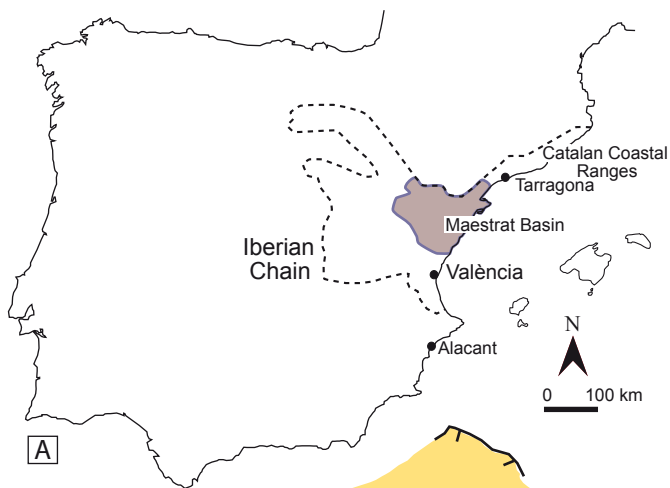 Catalan Coastal
Ranges
Tarragona
Maestrat Basin
Iberian
Chain
València
N
Alacant
0 100 km
A